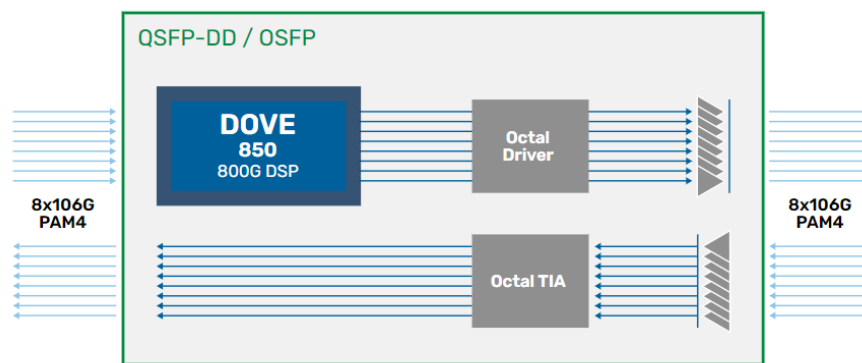 QSFP-DD / OSFP
DOVE
850
800G DSP
Octal
Driver
8x106G
PAM4
8x106G
PAM4
Octal TIA